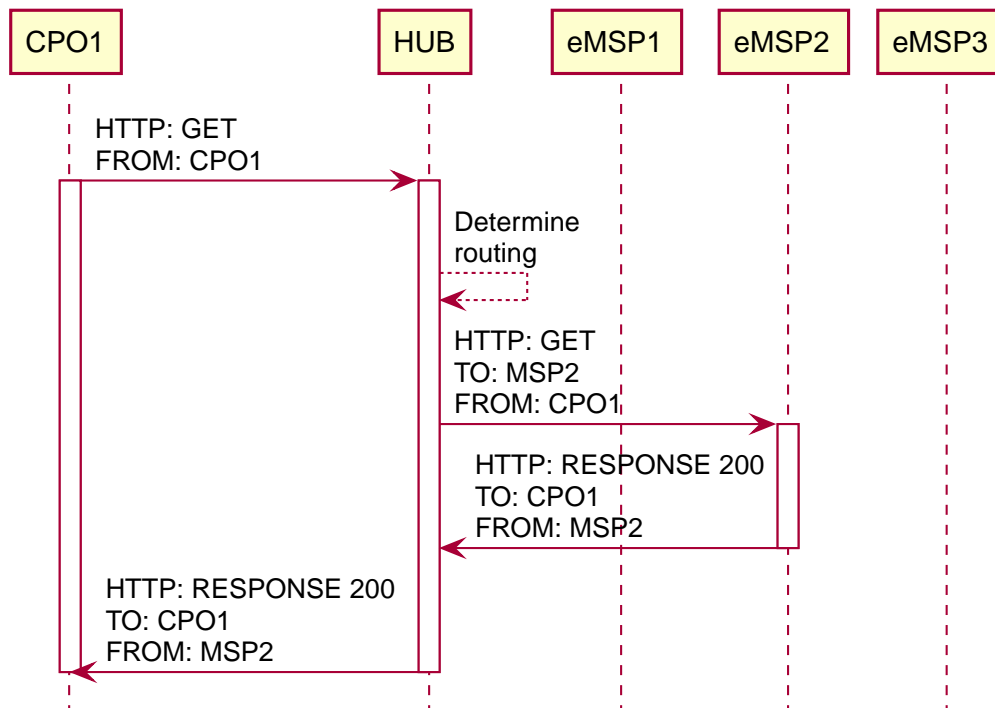 CPO1
HUB
eMSP1
eMSP2
eMSP3
HTTP: GET
FROM: CPO1
Determine
routing
HTTP: GET
TO: MSP2
FROM: CPO1
HTTP: RESPONSE 200
TO: CPO1
FROM: MSP2
HTTP: RESPONSE 200
TO: CPO1
FROM: MSP2